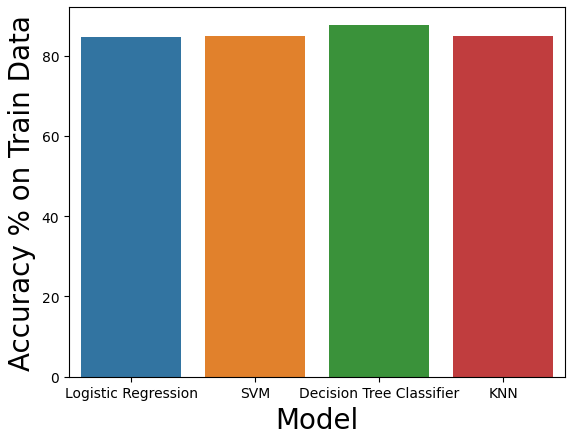 Accuracy % on Train Data
80
60
40
20
0
Logistic Regression SVM Decision Tree Classifier KNN
Model